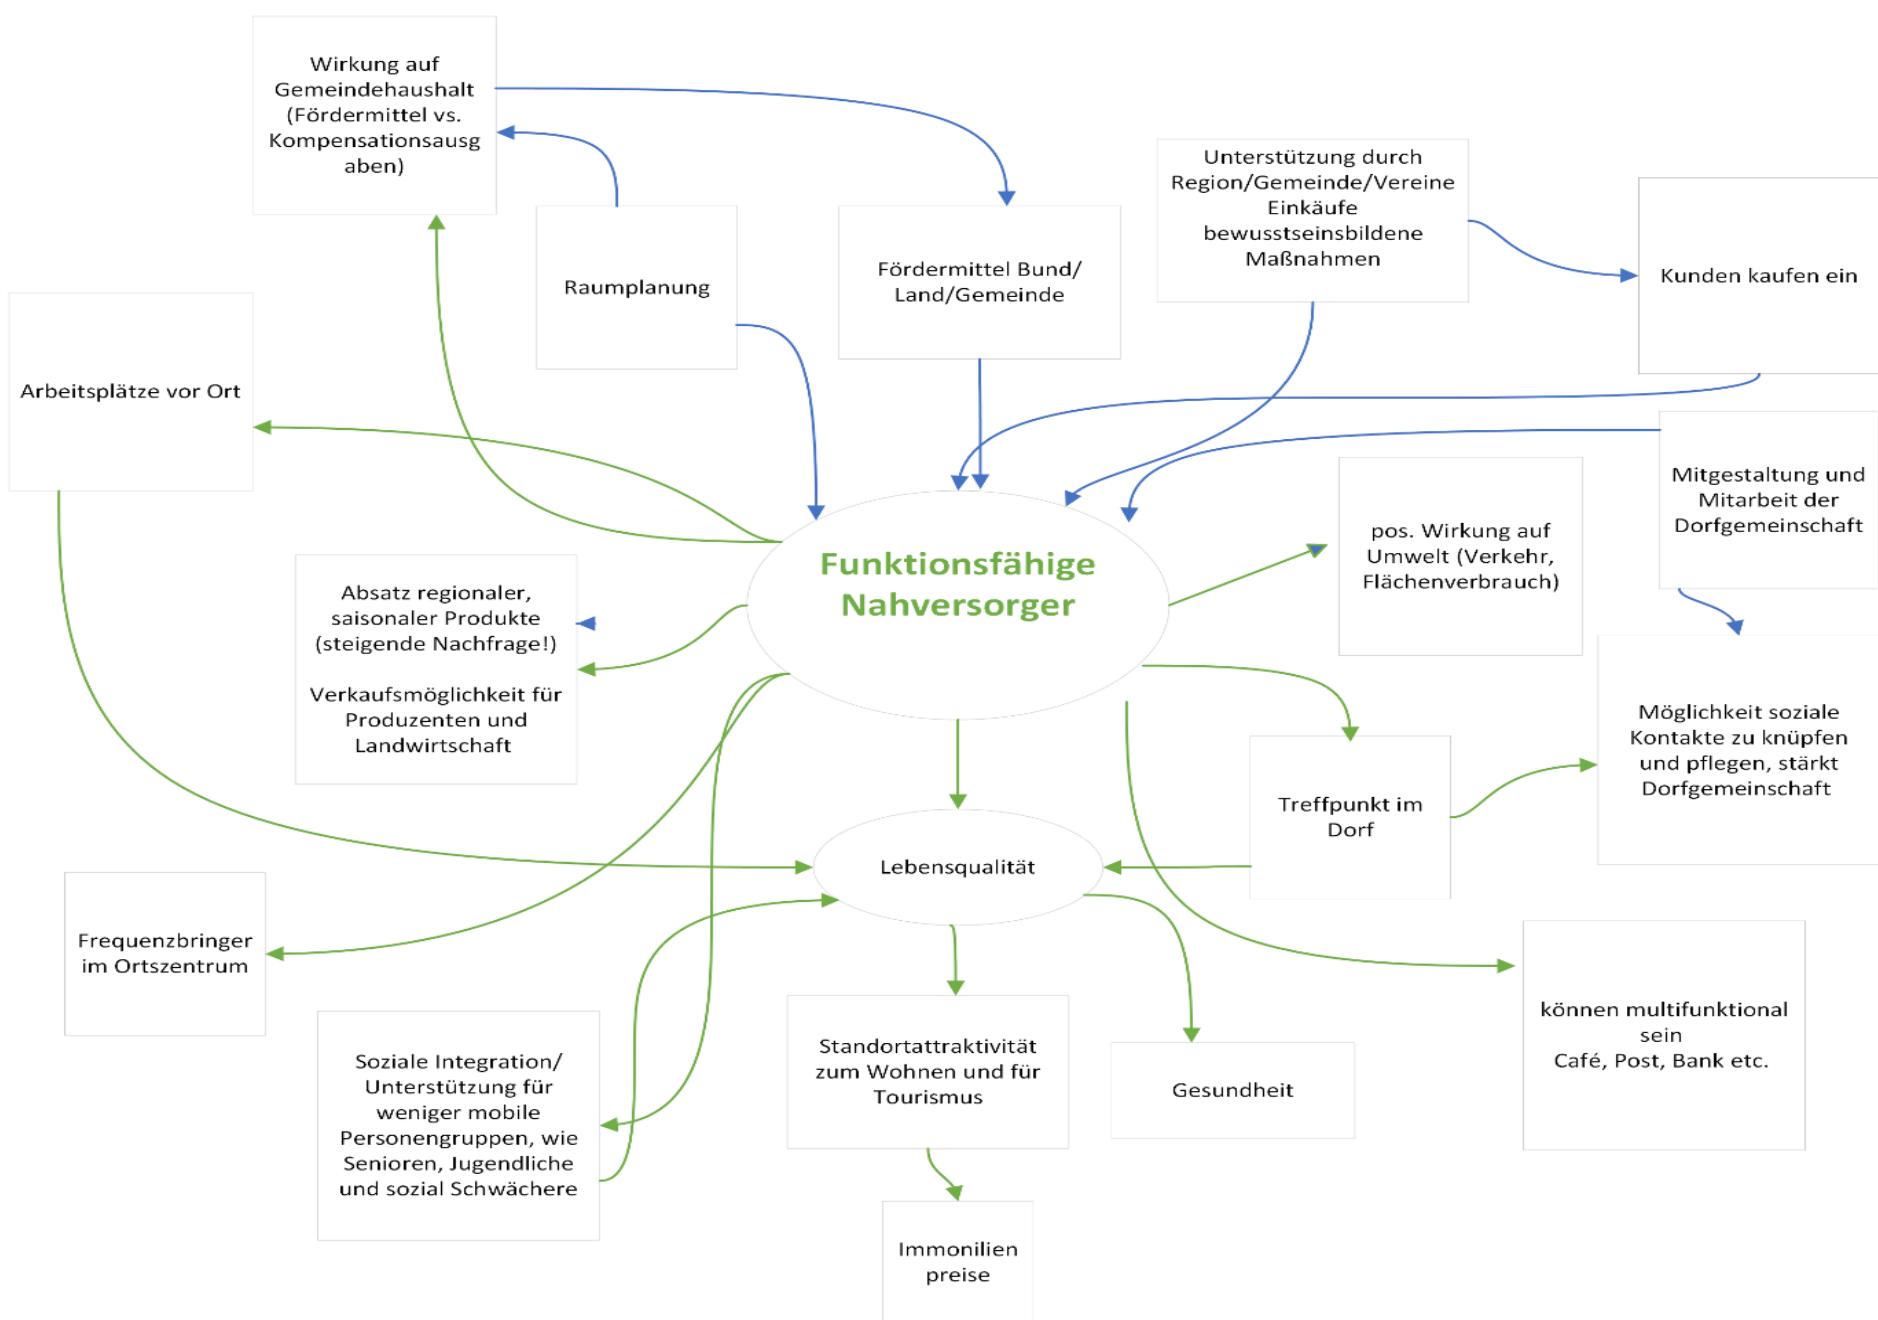 Wirkung auf
Gemeindehaushalt
(Fördermittel vs.
Kompensationsausg
aben)
Raumplanung
Fördermittel Bund/
Land/Gemeinde
Unterstützung durch
Region/Gemeinde/Vereine
Einkäufe
bewusstseinsbildene
Maßnahmen
Kunden kaufen ein
Arbeitsplätze vor Ort
Mitgestaltung und
Mitarbeit der
Dorfgemeinschaft
pos. Wirkung auf
Umwelt (Verkehr,
Flächenverbrauch)
Funktionsfähige
Nahversorger
Absatz regionaler,
saisonaler Produkte
(steigende Nachfrage!)
Verkaufsmöglichkeit für
Produzenten und
Landwirtschaft
Möglichkeit soziale
Kontakte zu knüpfen
und pflegen, stärkt
Dorfgemeinschaft
Treffpunkt im
Dorf
Lebensqualität
Frequenzbringer
im Ortszentrum
Soziale Integration/
Unterstützung für
weniger mobile
Personengruppen, wie
Senioren, Jugendliche
und sozial Schwächere
Standortattraktivität
zum Wohnen und für
Tourismus
Gesundheit
können multifunktional
sein
Café, Post, Bank etc.
Immonilien
preise